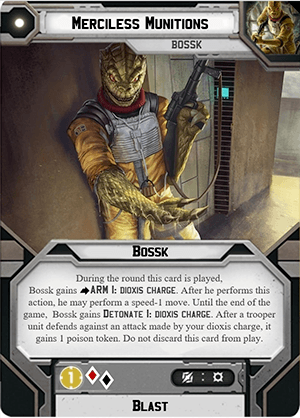 MERCILESS MUNITIONS
BOSSK
BOSSK
During the round this card is played,
Bossk gains ARM 1: DIOXIS CHARGE. After he performs this
action, he may perform a speed-1 move. Until the end of the
game, Bossk gains DETONATE 1: DIOXIS CHARGE. After a trooper
unit defends against an attack made by your dioxis charge, it
gains 1 poison token. Do not discard this card from play.
1
:
BLAST